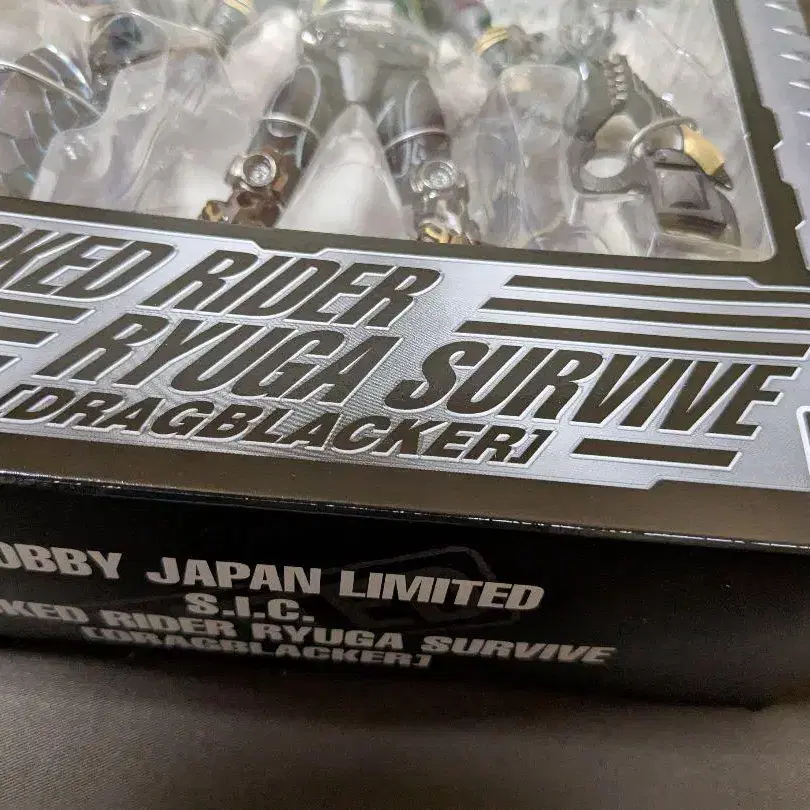 KED RIDER
RYUGA SURVIVE
[DRAGBLACKER]
OBBY JAPAN LIMITED
S.I.C.
KED RIDER RYUGA SURVIVE
[DRAGBLACKER]